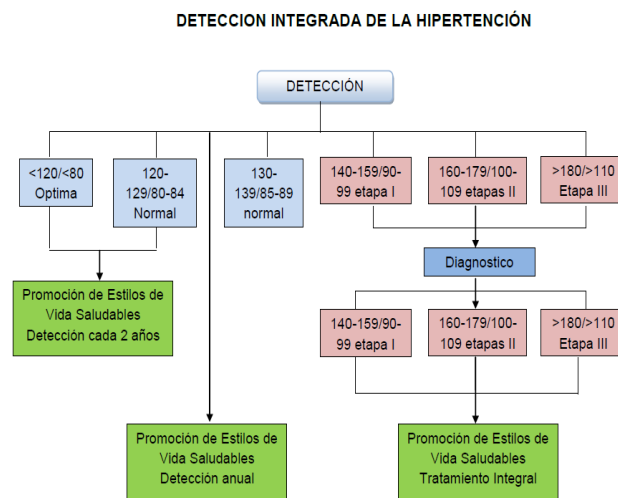 DETECCION INTEGRADA DE LA HIPERTENCIÓN
DETECCIÓN
<120/<80
Optima
120-
129/80-84
Normal
130-
139/85-89
normal
140-159/90-
99 etapa I
160-179/100-
109 etapas II
>180/>110
Etapa III
Diagnostico
Promoción de Estilos de
Vida Saludables
Detección cada 2 años
140-159/90-
99 etapa I
160-179/100-
109 etapas II
>180/>110
Etapa III
Promoción de Estilos de
Vida Saludables
Detección anual
Promoción de Estilos de
Vida Saludables
Tratamiento Integral